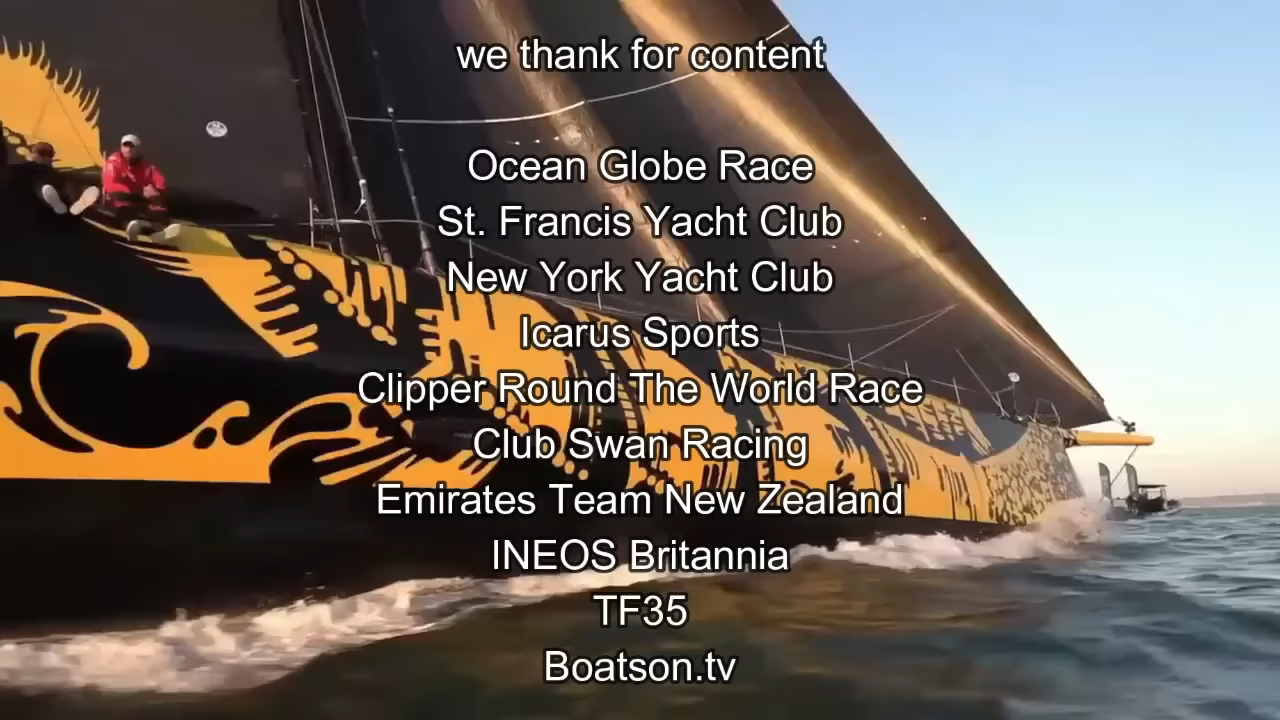 we thank for content
Ocean Globe Race
St. Francis Yacht Club
New York Yacht Club
Icarus Sports
Clipper Round The World Race
Club Swan Racing
Emirates Team New Zealand
INEOS Britannia
TF35
Boatson.tv